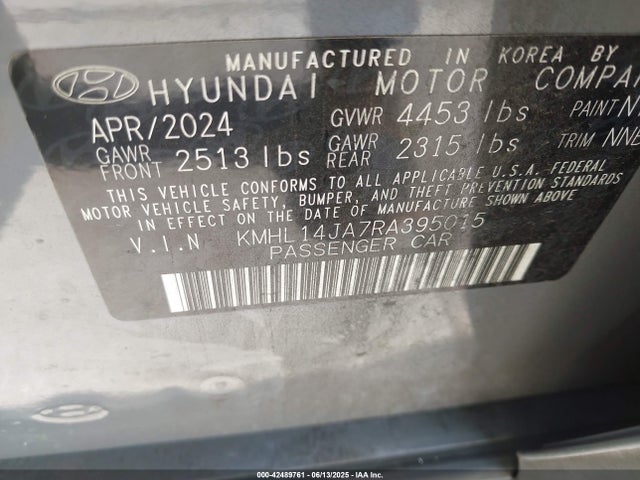 MANUFACTURED IN KOREA BY
HYUNDAI MOTOR COMPAN
APR/2024 GVWR 4453 lbs PAINT
GAWR FRONT 2513 lbs GAWR REAR 2315 lbs TRIM
THIS VEHICLE CONFORMS TO ALL APPLICABLE U.S.A. FEDERAL
MOTOR VEHICLE SAFETY, BUMPER, AND THEFT PREVENTION STANDARDS
IN EFFECT ON THE DATE OF MANUFACTURE SHOWN ABOVE
V.I.N KMHL14JA7RA395015
PASSENGER CAR
000-42489761 - 06/13/2025 - IAA Inc.